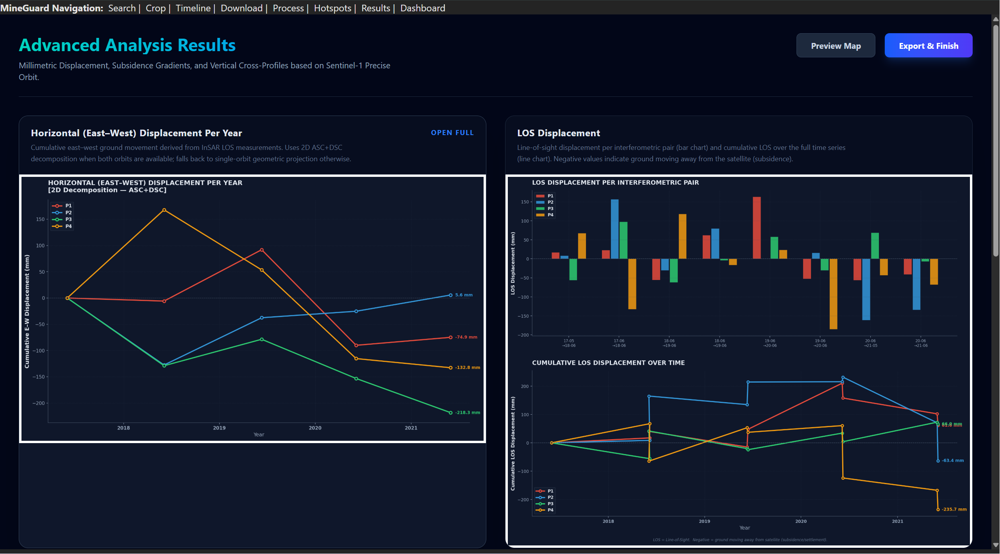 MineGuard Navigation: Search | Crop | Timeline | Download | Process | Hotspots | Results | Dashboard
Advanced Analysis Results
Preview Map
Export & Finish
Millimetric Displacement, Subsidence Gradients, and Vertical Cross-Profiles based on Sentinel-1 Precise
Orbit.
Horizontal (East–West) Displacement Per Year
OPEN FULL
Cumulative east–west ground movement derived from InSAR LOS measurements. Uses 2D ASC+DSC
decomposition when both orbits are available; falls back to single-orbit geometric projection otherwise.
HORIZONTAL (EAST–WEST) DISPLACEMENT PER YEAR
[2D Decomposition — ASC+DSC]
P1
P2
P3
P4
Cumulative E–W Displacement (mm)
150
100
50
0
−50
−100
−150
−200
5.6 mm
-74.9 mm
-132.8 mm
-218.3 mm
2018 2019 2020 2021
Year
LOS Displacement
Line-of-sight displacement per interferometric pair (bar chart) and cumulative LOS over the full time series
(line chart). Negative values indicate ground moving away from the satellite (subsidence).
LOS DISPLACEMENT PER INTERFEROMETRIC PAIR
P1
P2
P3
P4
LOS Displacement (mm)
150
100
50
0
−50
−100
−150
−200
17-05 17-06 18-06 18-06 19-06 19-06 20-06 20-06
→18-06 →18-06 →19-06 →19-06 →20-06 →20-06 →21-05 →21-06
CUMULATIVE LOS DISPLACEMENT OVER TIME
Cumulative LOS Displacement (mm)
200
100
0
−100
−200
66.0 mm
-63.4 mm
-235.7 mm
P1
P2
P3
P4
2018 2019 2020 2021
Year
LOS = Line-of-Sight. Negative = ground moving away from satellite (subsidence/settlement).